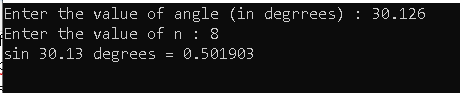 Enter the value of angle (in degrrees) : 30.126
Enter the value of n : 8
sin 30.13 degrees = 0.501903